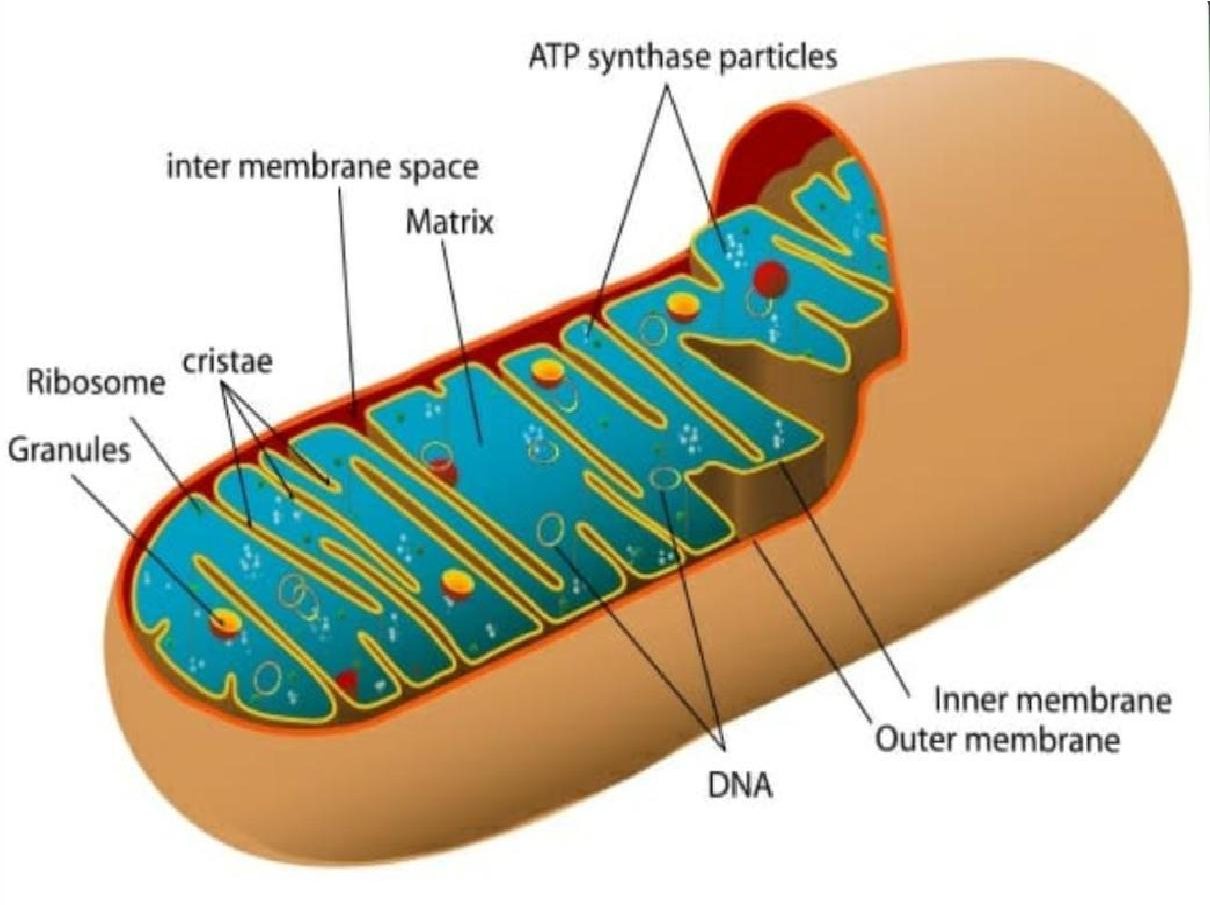 ATP synthase particles
inter membrane space
Matrix
cristae
Ribosome
Granules
Inner membrane
Outer membrane
DNA